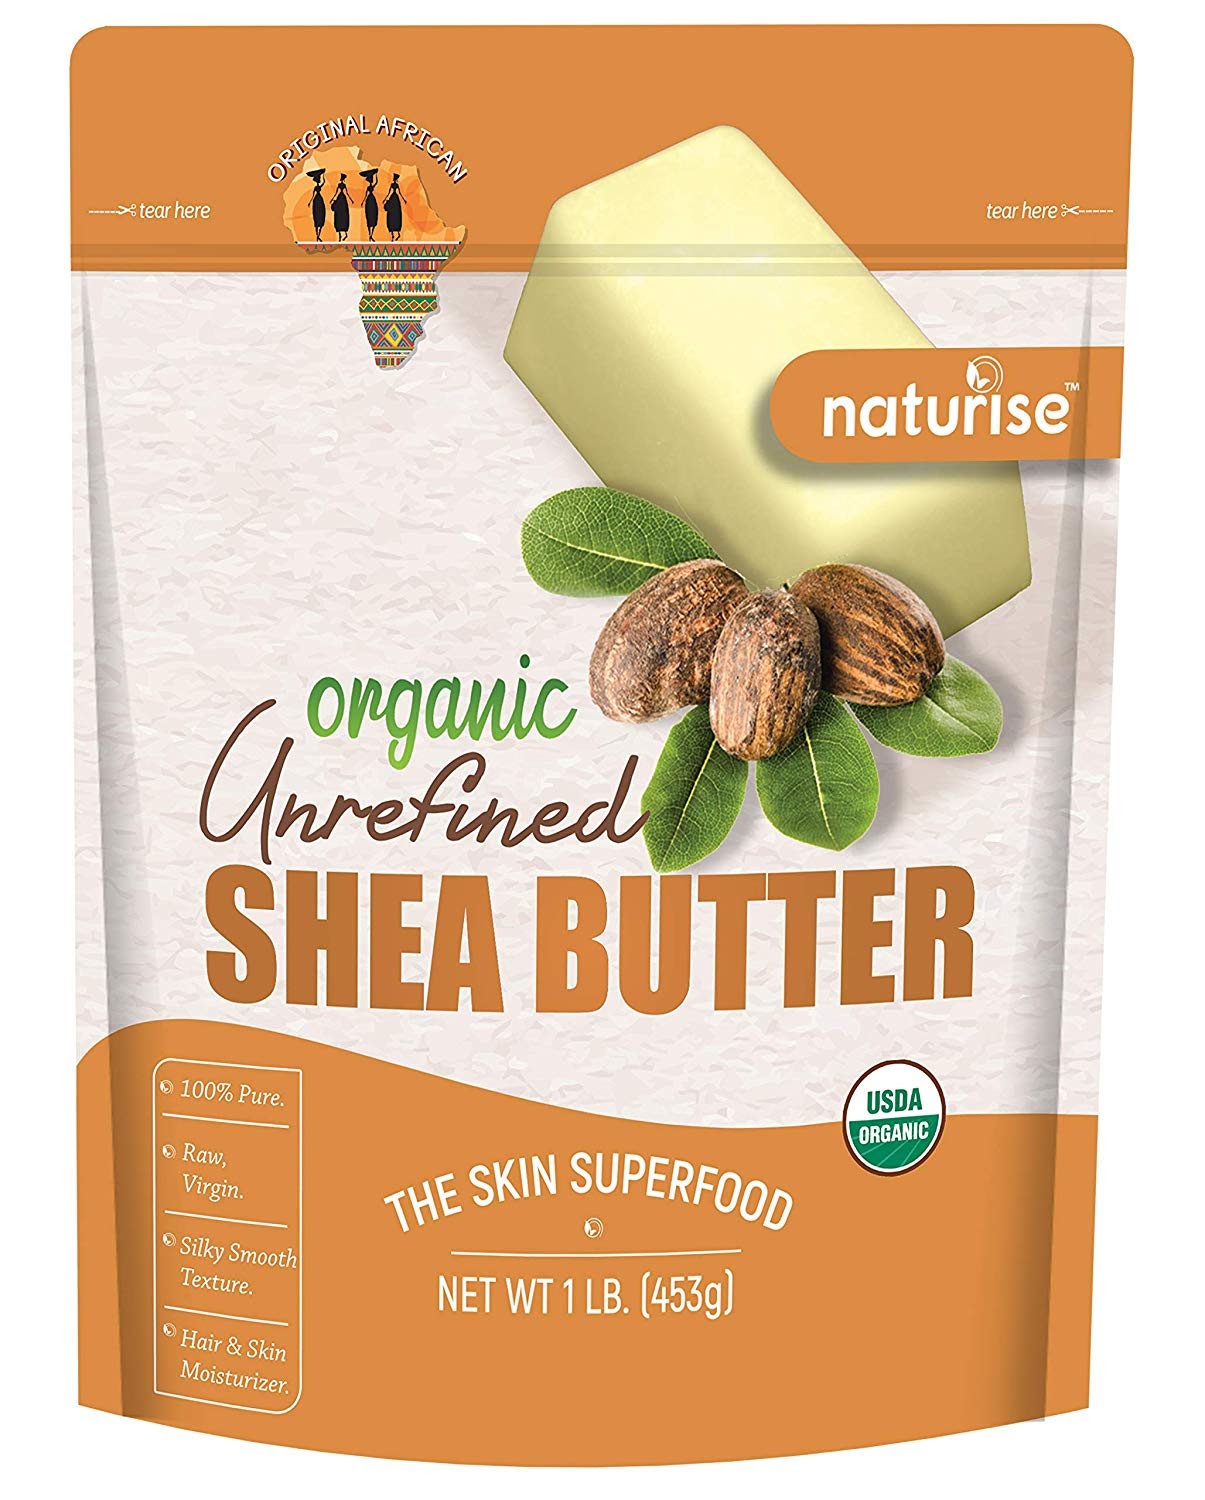 ORIGINAL AFRICAN
tear here
tear here
naturise™
organic
Unrefined
SHEA BUTTER
100% Pure.
Raw,
Virgin.
Silky Smooth
Texture.
Hair & Skin
Moisturizer.
USDA
ORGANIC
THE SKIN SUPERFOOD
NET WT 1 LB. (453g)